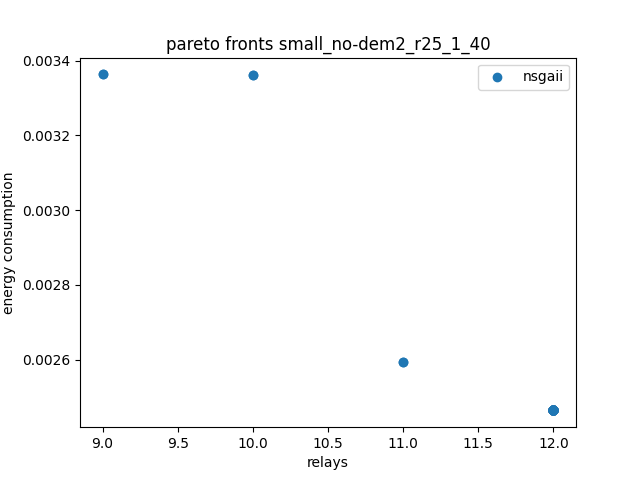 pareto fronts small_no-dem2_r25_1_40
nsgaii
0.0034
0.0032
0.0030
0.0028
0.0026
energy consumption
9.0 9.5 10.0 10.5 11.0 11.5 12.0
relays